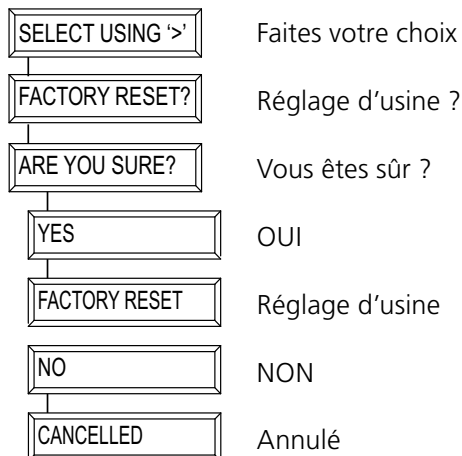 SELECT USING ‘>’ Faites votre choix
FACTORY RESET? Réglage d’usine ?
ARE YOU SURE? Vous êtes sûr ?
YES OUI
FACTORY RESET Réglage d’usine
NO NON
CANCELLED Annulé